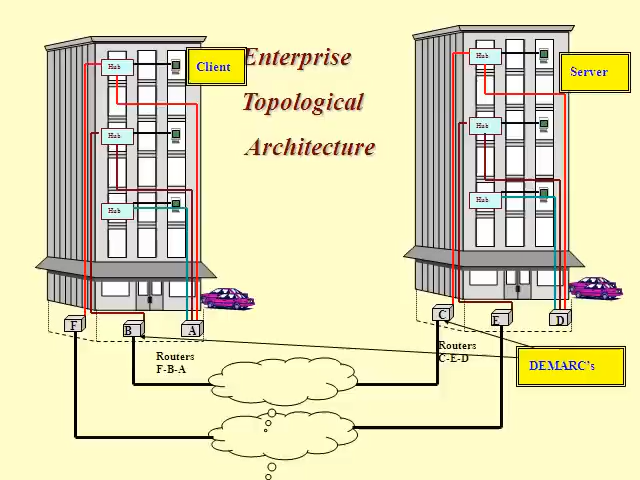 Enterprise
Topological
Architecture
Client
Server
Hub
Hub
Hub
Hub
Hub
Hub
F
B
A
C
E
D
Routers
F-B-A
Routers
C-E-D
DEMARC's